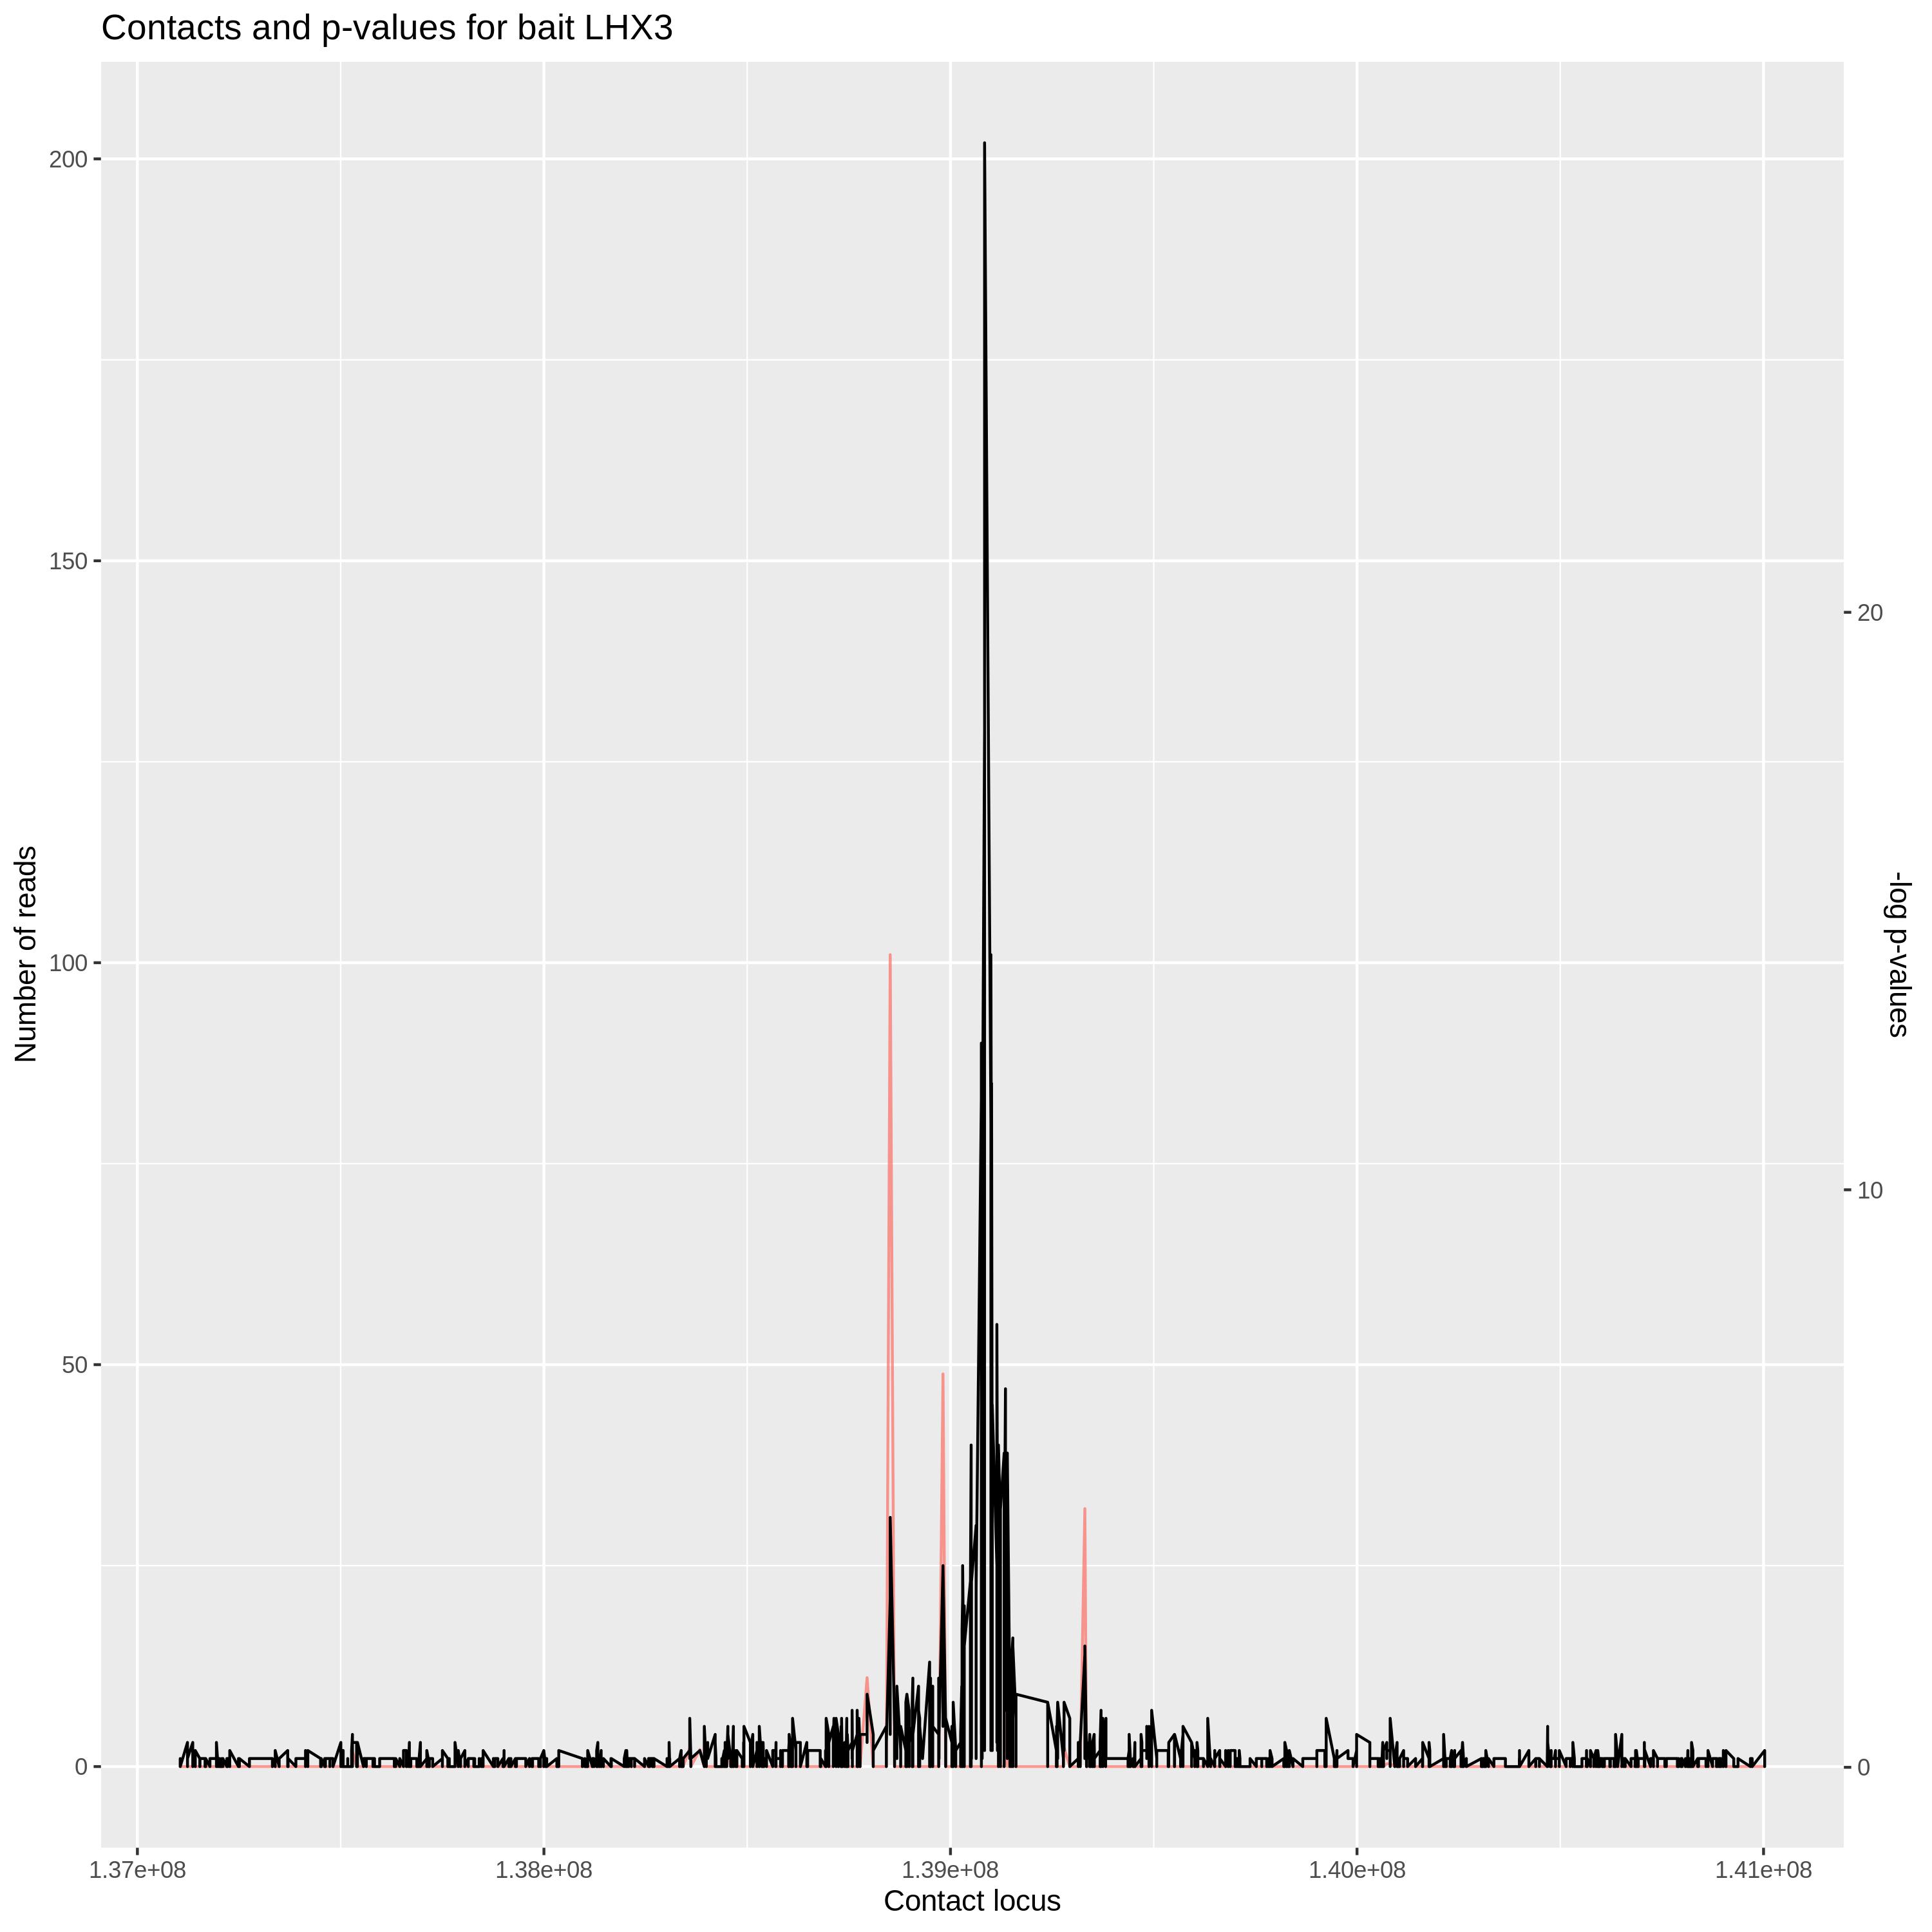 Contacts and p-values for bait LHX3
200
150
100
50
0
Number of reads
20
10
0
-log p-values
1.37e+08
1.38e+08
1.39e+08
1.40e+08
1.41e+08
Contact locus